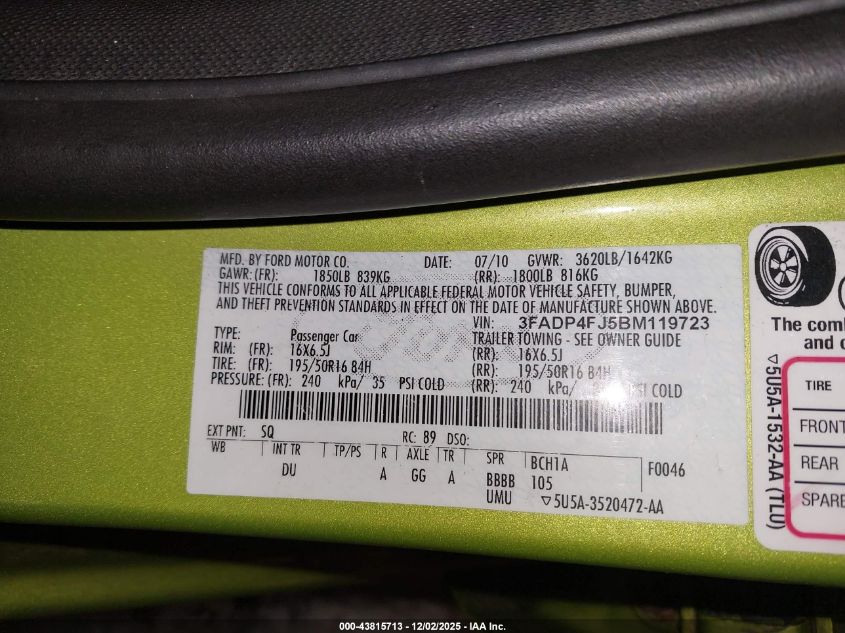 MFD. BY FORD MOTOR CO. DATE: 07/10 GVWR: 3620LB/1642KG
GAWR: (FR): 1850LB 839KG (RR): 1800LB 816KG
THIS VEHICLE CONFORMS TO ALL APPLICABLE FEDERAL MOTOR VEHICLE SAFETY, BUMPER,
AND THEFT PREVENTION STANDARDS IN EFFECT ON THE DATE OF MANUFACTURE SHOWN ABOVE.
VIN: 3FADP4FJ5BM119723
TYPE: Passenger Car TRAILER TOWING - SEE OWNER GUIDE
RIM: (FR): 16X6.5J (RR): 16X6.5J
TIRE: (FR): 195/50R16 84H (RR): 195/50R16 84H
PRESSURE: (FR): 240 kPa/ 35 PSI COLD (RR): 240 kPa/ PSI COLD
EXT PNT: SQ RC: 89 DSO:
WB INT TR TP/PS R AXLE TR SPR BCH1A F0046
DU A GG A BBBB 105
UMU ▽5U5A-3520472-AA
The comb
and c
TIRE
FRONT
REAR
SPARE
▽5U5A-1532-AA (TLU)
000-43815713 - 12/02/2025 - IAA Inc.